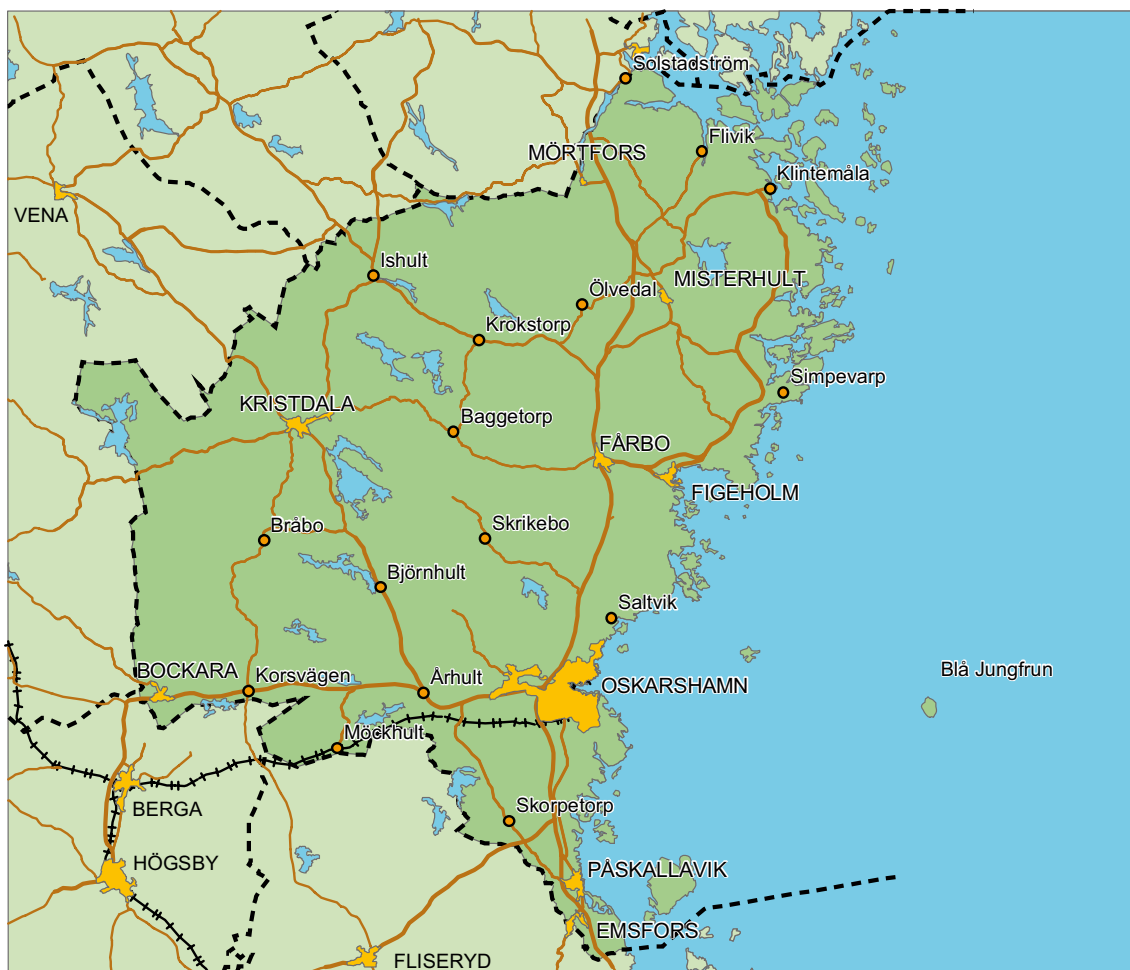 Solstadström
Flivik
MÖRTFORS
Klintemåla
VENA
Ishult
MISTERHULT
Ölvedal
Krokstorp
Simpevarp
KRISTDALA
Baggetorp
FÅRBO
FIGEHOLM
Bråbo
Skrikebo
Björnhult
Saltvik
BOCKARA
Korsvägen
Århult
OSKARSHAMN
Blå Jungfrun
Möckhult
BERGA
Skorpetorp
HÖGSBY
PÅSKALLAVIK
EMSFORS
FLISERYD